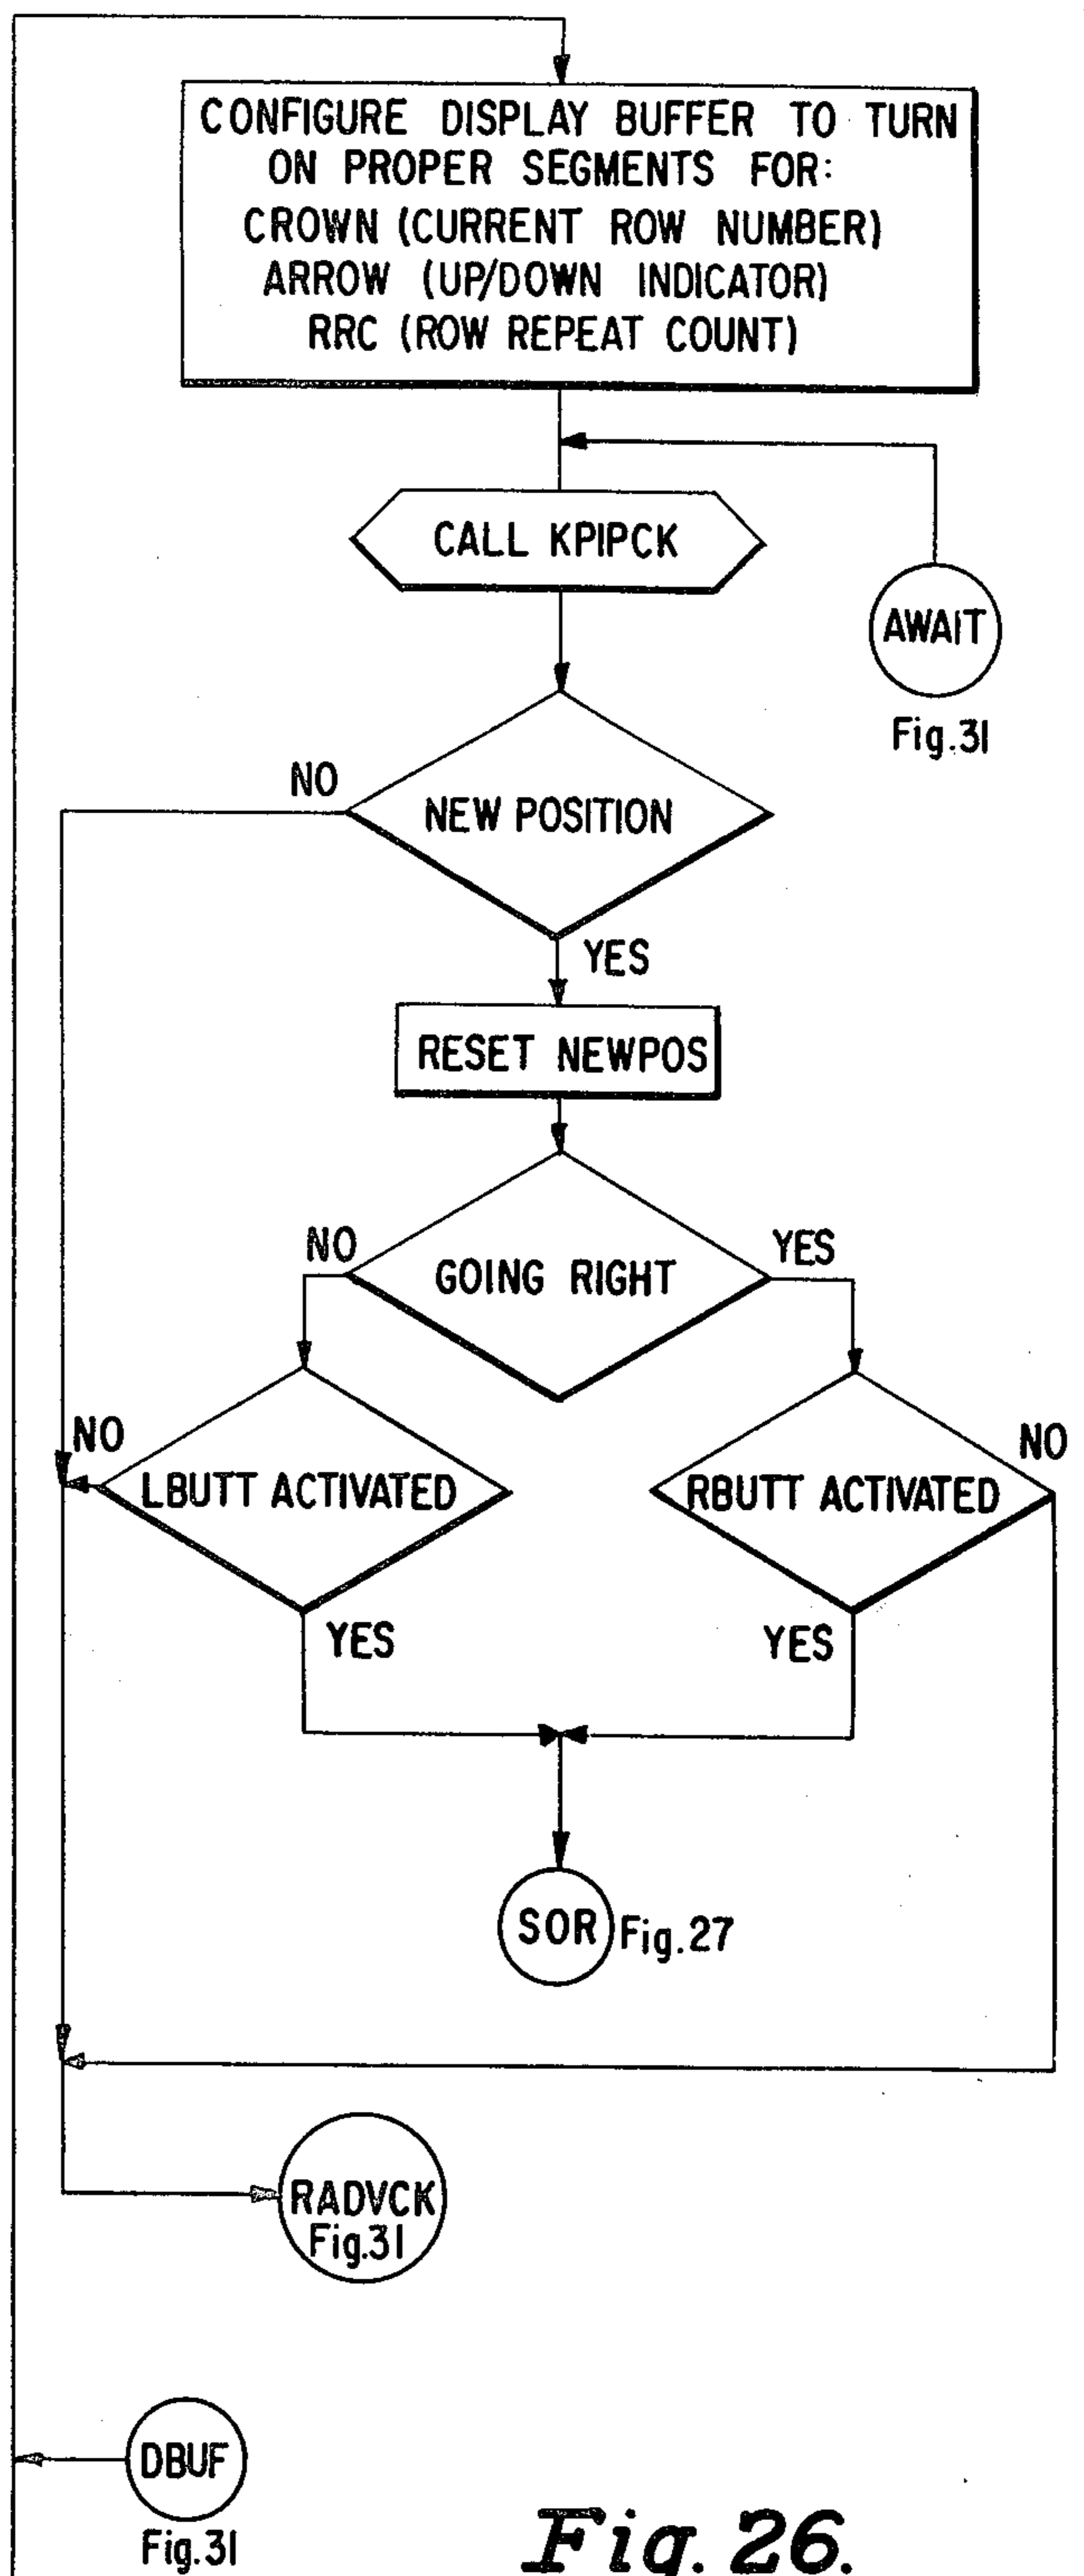 CONFIGURE DISPLAY BUFFER TO TURN
ON PROPER SEGMENTS FOR:
CROWN (CURRENT ROW NUMBER)
ARROW (UP/DOWN INDICATOR)
RRC (ROW REPEAT COUNT)
CALL KPIPCK
AWAIT
Fig.31
NO
NEW POSITION
YES
RESET NEWPOS
NO
GOING RIGHT
YES
NO
LBUTT ACTIVATED
RBUTT ACTIVATED
NO
YES
YES
SOR
Fig.27
RADVCK
Fig.31
DBUF
Fig.31
Fig. 26.